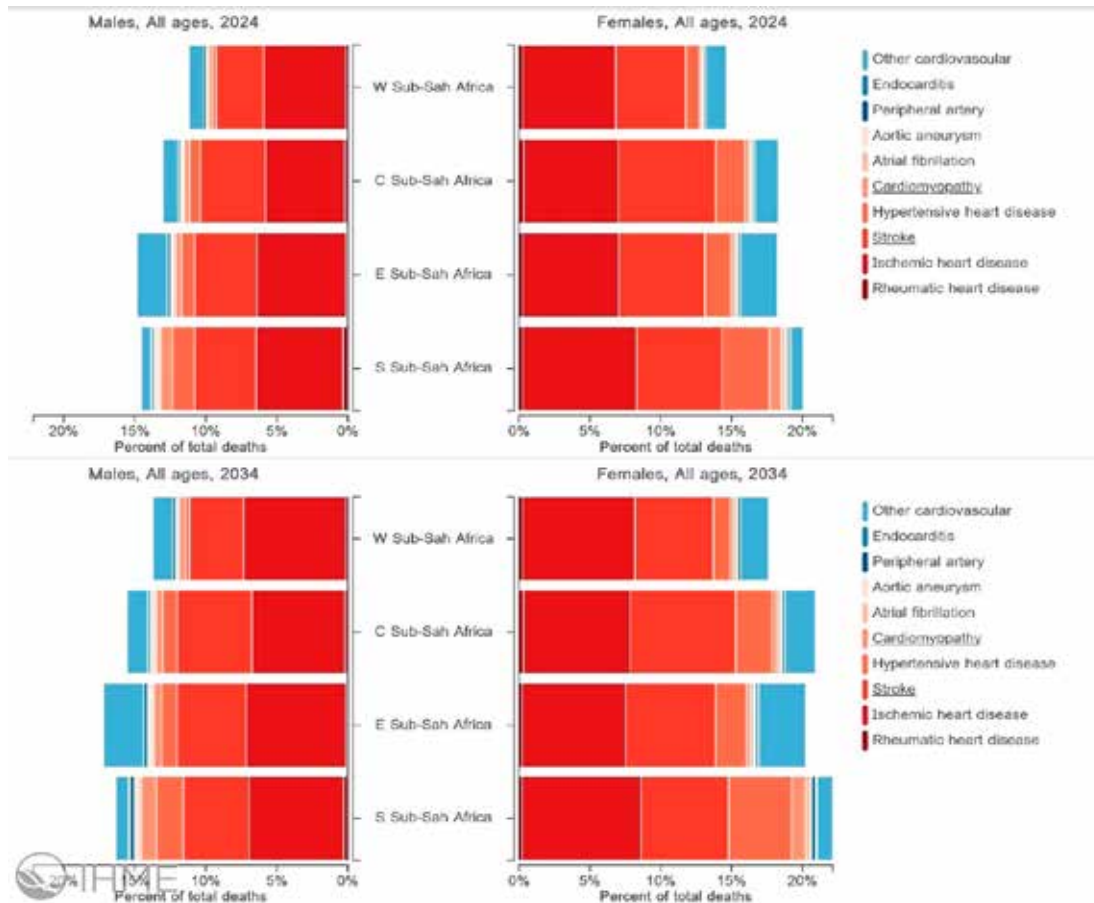 Males, All ages, 2024
Females, All ages, 2024
W Sub-Sah Africa
C Sub-Sah Africa
E Sub-Sah Africa
S Sub-Sah Africa
20% 15% 10% 5% 0%
Percent of total deaths
0% 5% 10% 15% 20%
Percent of total deaths
Other cardiovascular
Endocarditis
Peripheral artery
Aortic aneurysm
Atrial fibrillation
Cardiomyopathy
Hypertensive heart disease
Stroke
Ischemic heart disease
Rheumatic heart disease
Males, All ages, 2034
Females, All ages, 2034
W Sub-Sah Africa
C Sub-Sah Africa
E Sub-Sah Africa
S Sub-Sah Africa
20% 15% 10% 5% 0%
Percent of total deaths
0% 5% 10% 15% 20%
Percent of total deaths
Other cardiovascular
Endocarditis
Peripheral artery
Aortic aneurysm
Atrial fibrillation
Cardiomyopathy
Hypertensive heart disease
Stroke
Ischemic heart disease
Rheumatic heart disease